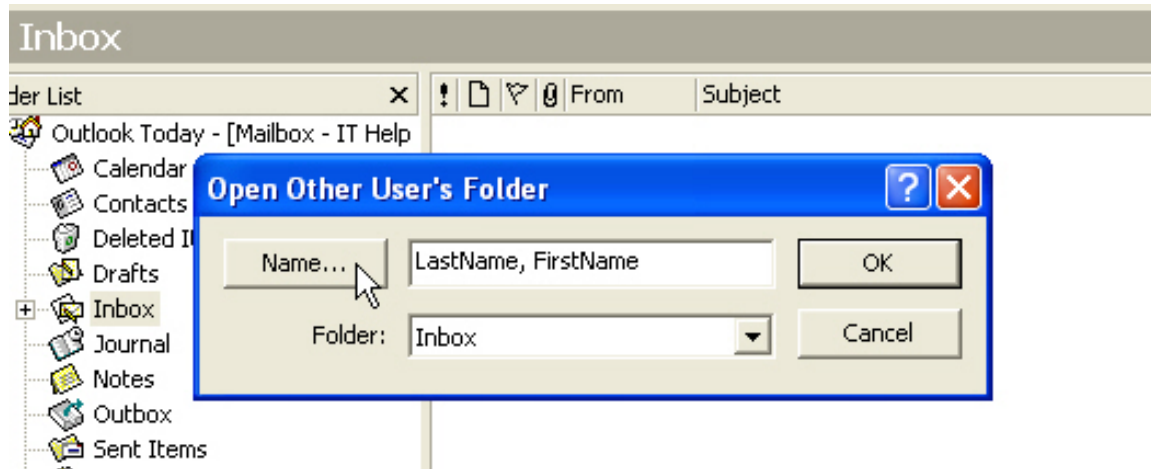 Inbox
der List
! From Subject
Outlook Today - [Mailbox - IT Help
Calendar
Contacts
Deleted It
Drafts
Inbox
Journal
Notes
Outbox
Sent Items
Open Other User's Folder
Name... LastName, FirstName OK
Folder: Inbox Cancel